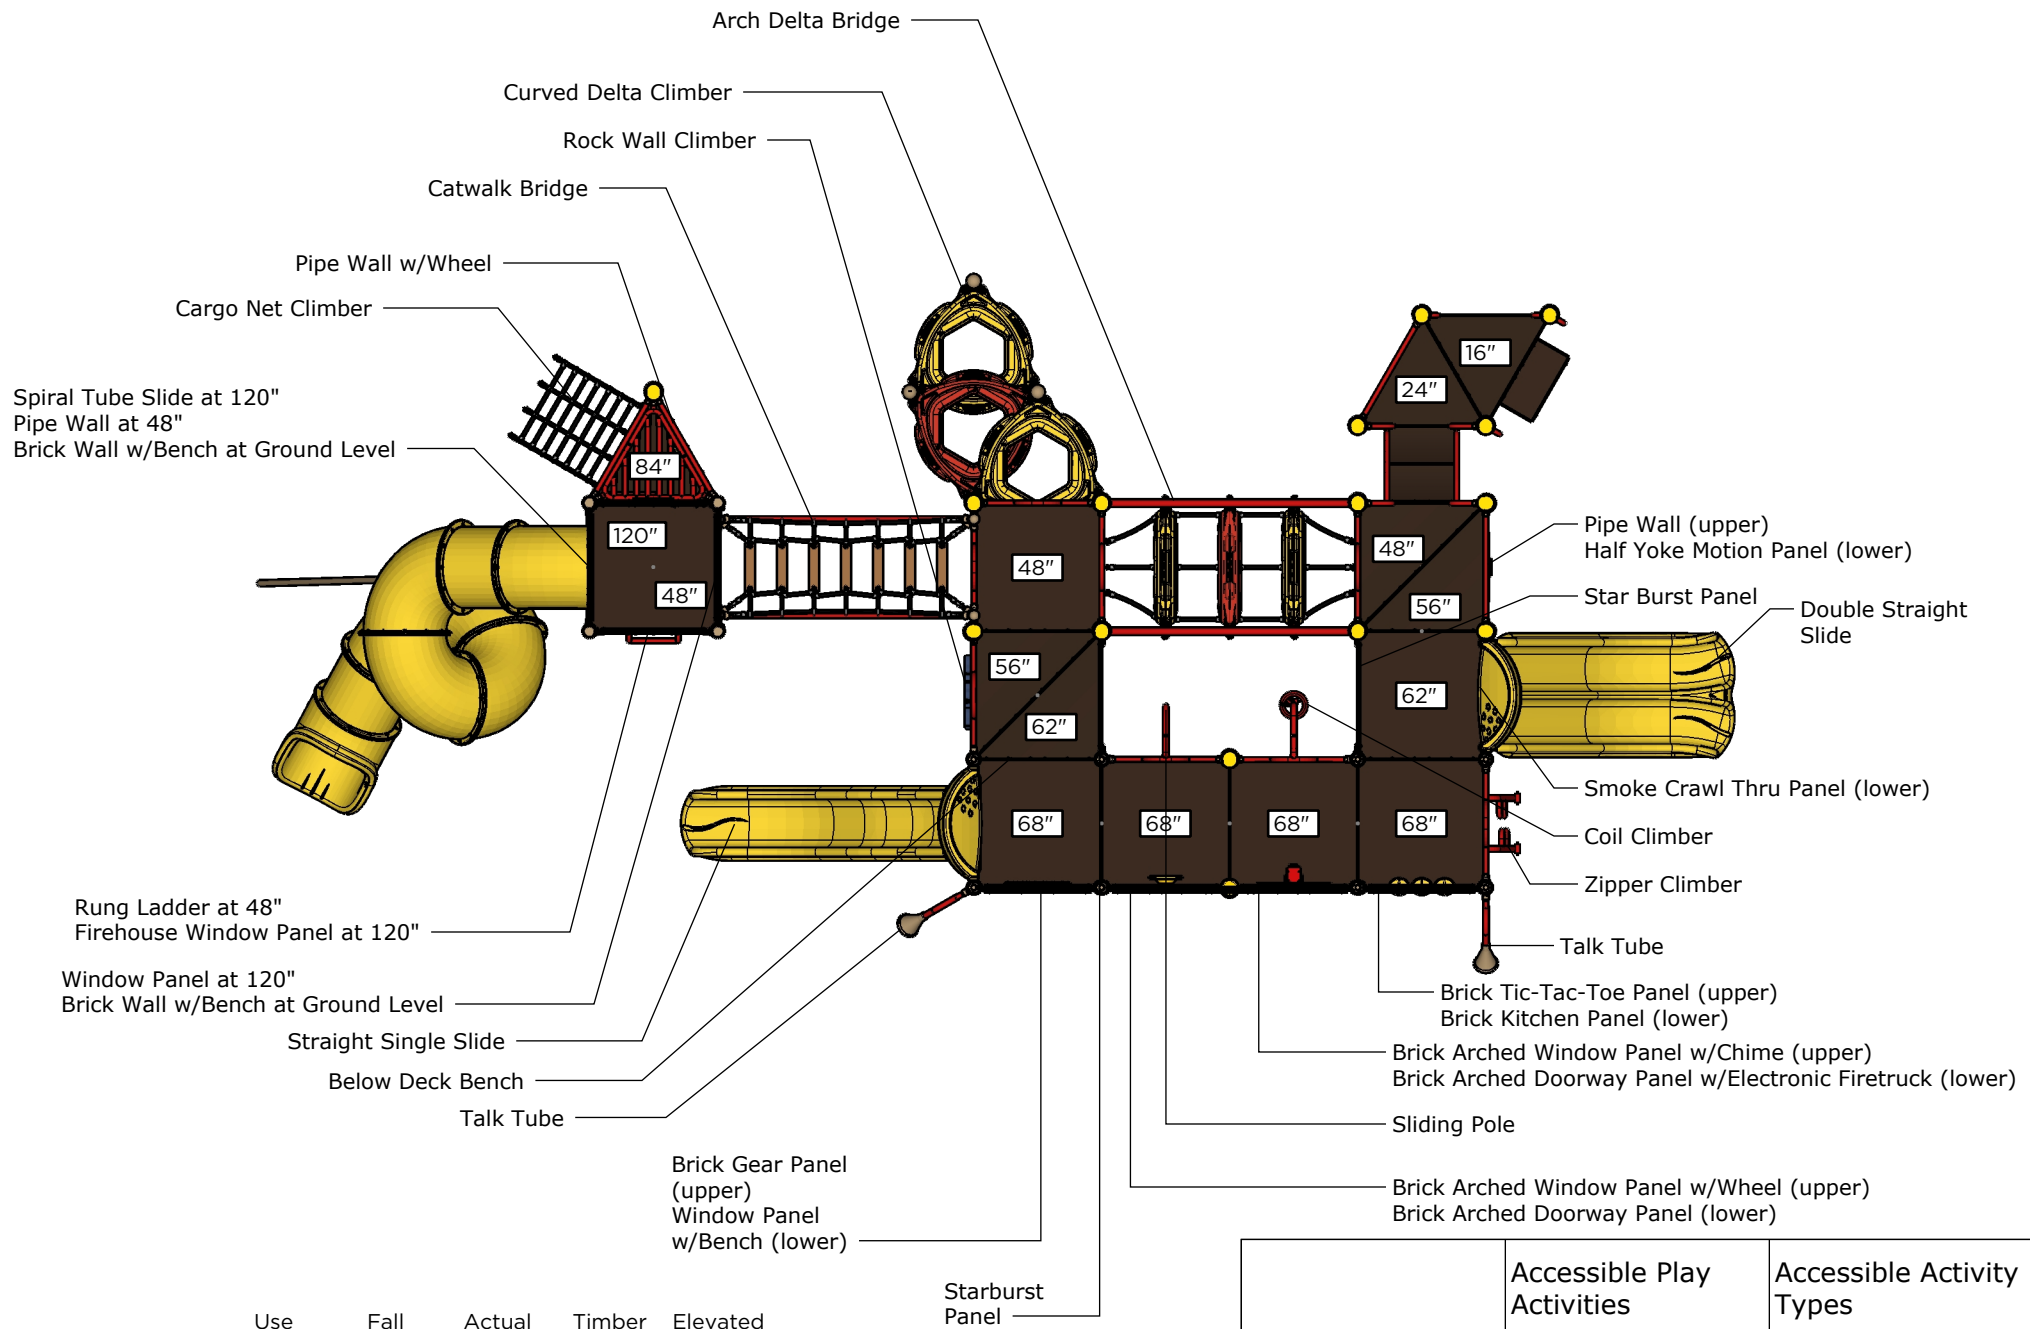 Arch Delta Bridge
Curved Delta Climber
Rock Wall Climber
Catwalk Bridge
Pipe Wall w/Wheel
Cargo Net Climber
Spiral Tube Slide at 120"
Pipe Wall at 48"
Brick Wall w/Bench at Ground Level
16"
24"
84"
120"
48"
48"
48"
56"
56"
62"
62"
68"
68"
68"
68"
Pipe Wall (upper)
Half Yoke Motion Panel (lower)
Star Burst Panel
Double Straight
Slide
Smoke Crawl Thru Panel (lower)
Coil Climber
Zipper Climber
Talk Tube
Rung Ladder at 48"
Firehouse Window Panel at 120"
Window Panel at 120"
Brick Wall w/Bench at Ground Level
Straight Single Slide
Below Deck Bench
Talk Tube
Brick Tic-Tac-Toe Panel (upper)
Brick Kitchen Panel (lower)
Brick Arched Window Panel w/Chime (upper)
Brick Arched Doorway Panel w/Electronic Firetruck (lower)
Sliding Pole
Brick Gear Panel
(upper)
Window Panel
w/Bench (lower)
Brick Arched Window Panel w/Wheel (upper)
Brick Arched Doorway Panel (lower)
Starburst
Panel
Accessible Play
Activities
Accessible Activity
Types
Use Fall Actual Timber Elevated